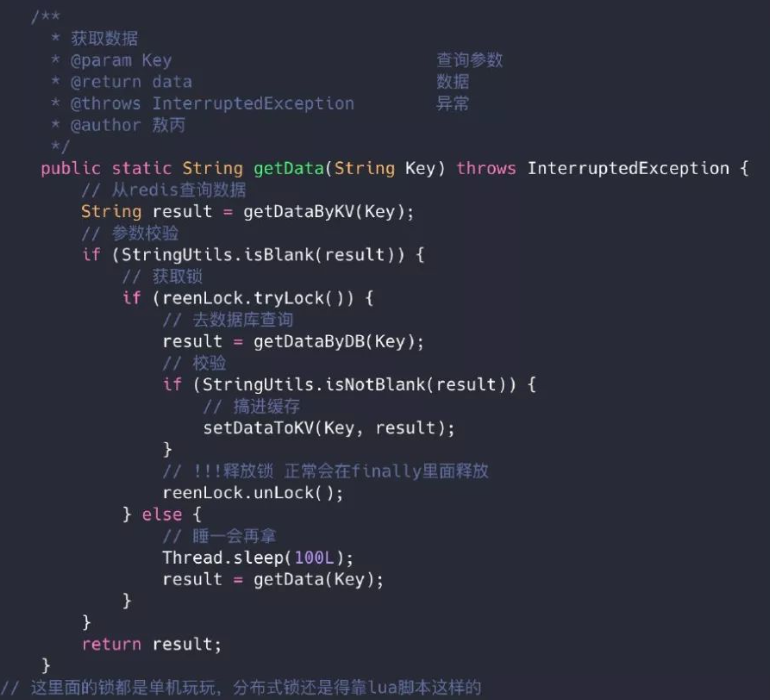 /**
 * 获取数据
 * @param Key 查询参数
 * @return data 数据
 * @throws InterruptedException 异常
 * @author 敖丙
 */
public static String getData(String Key) throws InterruptedException {
    // 从redis查询数据
    String result = getDataByKV(Key);
    // 参数校验
    if (StringUtils.isBlank(result)) {
        // 获取锁
        if (reenLock.tryLock()) {
            // 去数据库查询
            result = getDataByDB(Key);
            // 校验
            if (StringUtils.isNotBlank(result)) {
                // 搞进缓存
                setDataToKV(Key, result);
            }
            // !!!释放锁 正常会在finally里面释放
            reenLock.unLock();
        } else {
            // 睡一会再拿
            Thread.sleep(100L);
            result = getData(Key);
        }
    }
    return result;
}
// 这里面的锁都是单机玩玩，分布式锁还是得靠lua脚本这样的